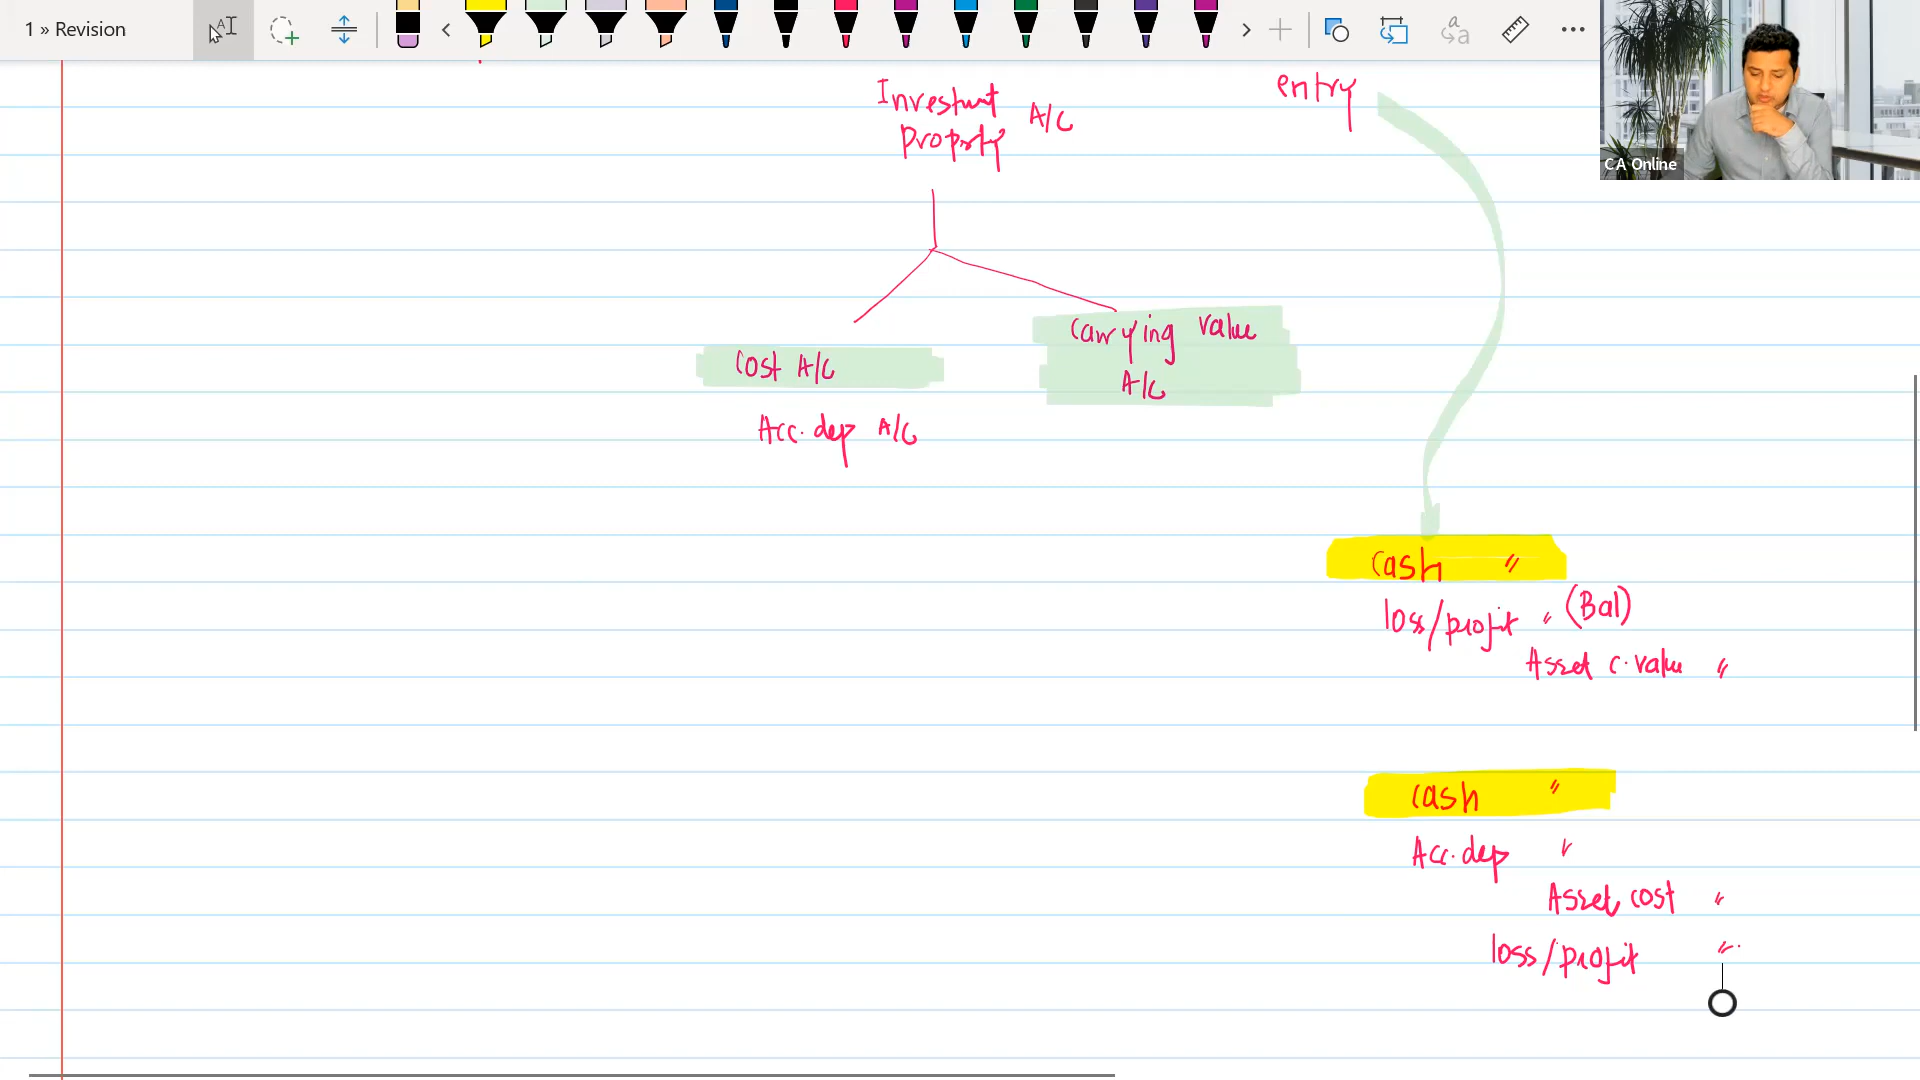 1 » Revision
CA Online
Investmt
Property A/C
entry
Carrying value
A/C
Cost A/C
Acc. dep A/C
Cash "
loss/profit " (Bal)
Asset c. value "
Cash "
Acc. dep "
Asset cost "
loss/profit "